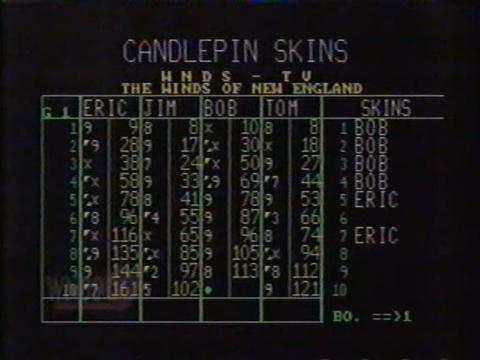 CANDLEPIN SKINS
WNDS - TV
THE WINDS OF NEW ENGLAND
G 1 ERIC JIM BOB TOM SKINS
1 9 9 8 8 x 10 8 8 1 BOB
2 ◤9 28 9 17 ◤x 30 x 18 2 BOB
3 x 38 7 24 ◤x 50 9 27 3 BOB
4 ◤x 58 9 33 ◤9 69 ◤7 44 4 BOB
5 ◤x 78 8 41 9 78 9 53 5 ERIC
6 ◤8 96 ◤4 55 9 87 ◤3 66 6
7 ◤x 116 x 65 9 96 8 74 7 ERIC
8 ◤9 135 ◤x 85 9 105 ◤x 94 8
9 9 144 ◤2 97 8 113 ◤8 112 9
10 ◤7 161 5 102 ♦ 9 121 10
BO. ==>1